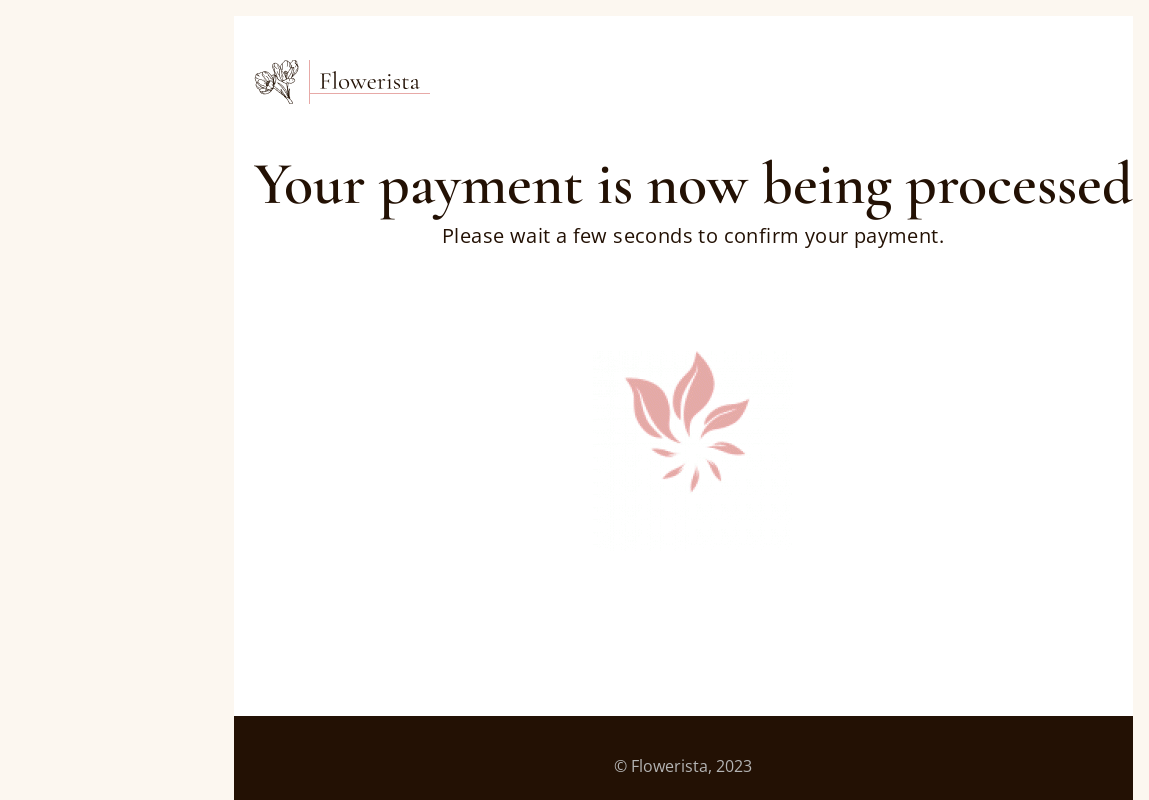 Flowerista
Your payment is now being processed
Please wait a few seconds to confirm your payment.
© Flowerista, 2023